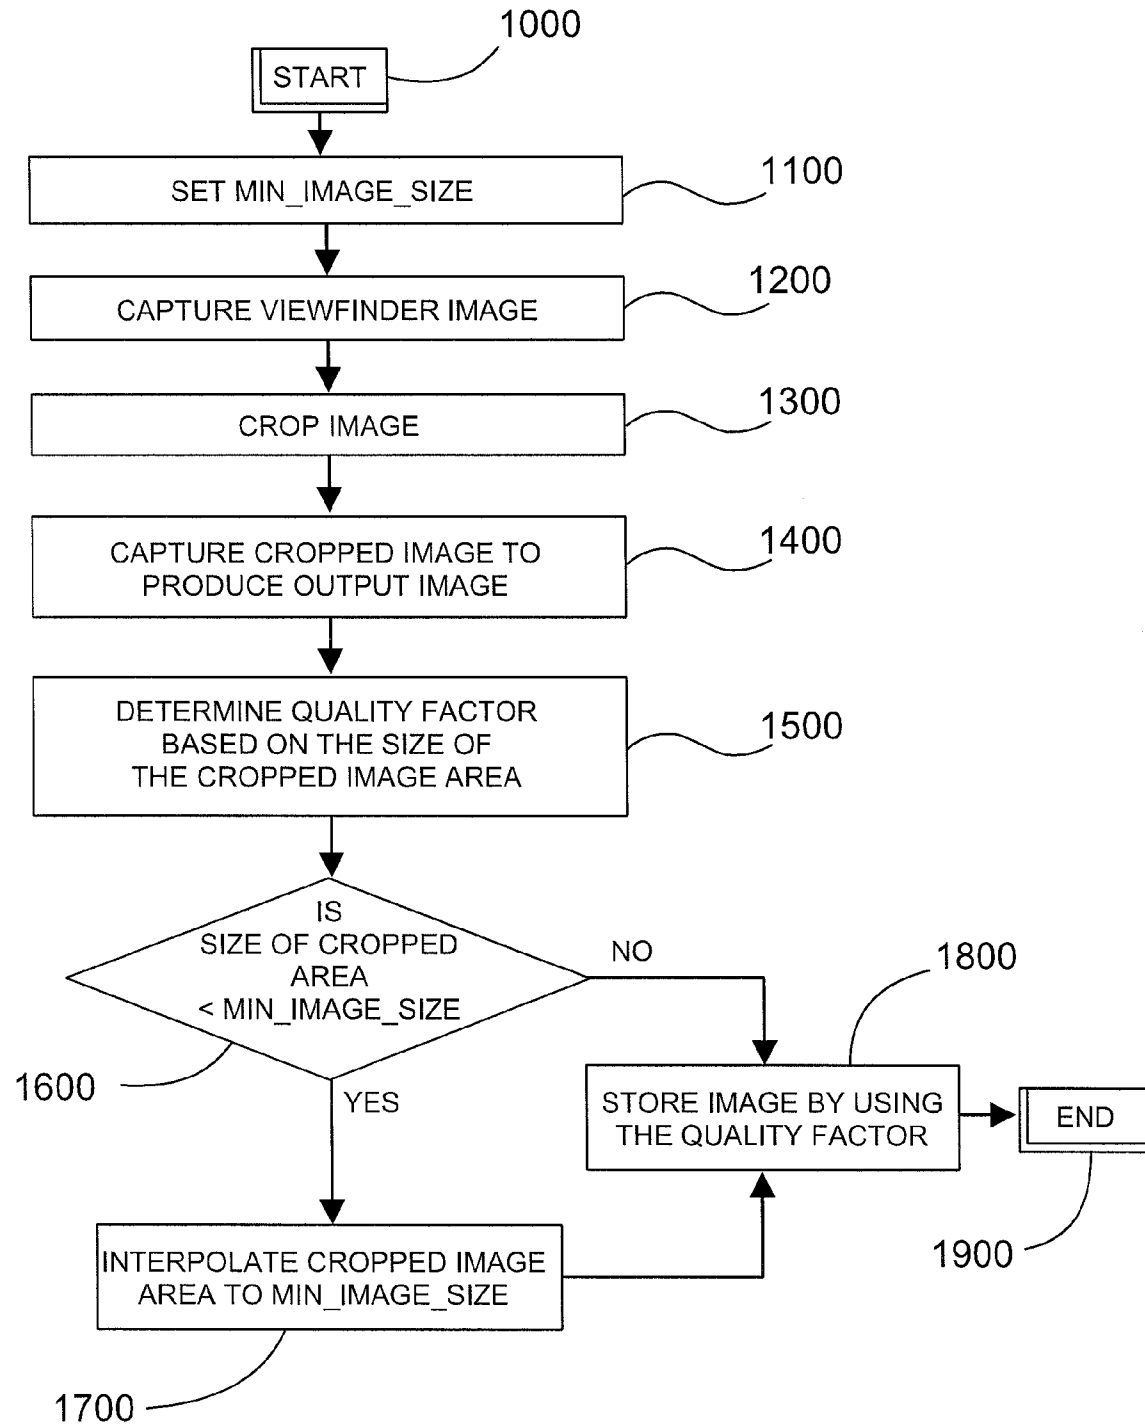 1000
START
1100
SET MIN_IMAGE_SIZE
1200
CAPTURE VIEWFINDER IMAGE
1300
CROP IMAGE
1400
CAPTURE CROPPED IMAGE TO
PRODUCE OUTPUT IMAGE
1500
DETERMINE QUALITY FACTOR
BASED ON THE SIZE OF
THE CROPPED IMAGE AREA
IS
SIZE OF CROPPED
AREA
< MIN_IMAGE_SIZE
NO
1800
1600
YES
STORE IMAGE BY USING
THE QUALITY FACTOR
END
1900
INTERPOLATE CROPPED IMAGE
AREA TO MIN_IMAGE_SIZE
1700